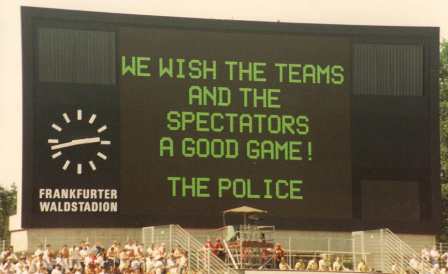 WE WISH THE TEAMS
AND THE
SPECTATORS
A GOOD GAME!
THE POLICE
FRANKFURTER
WALDSTADION